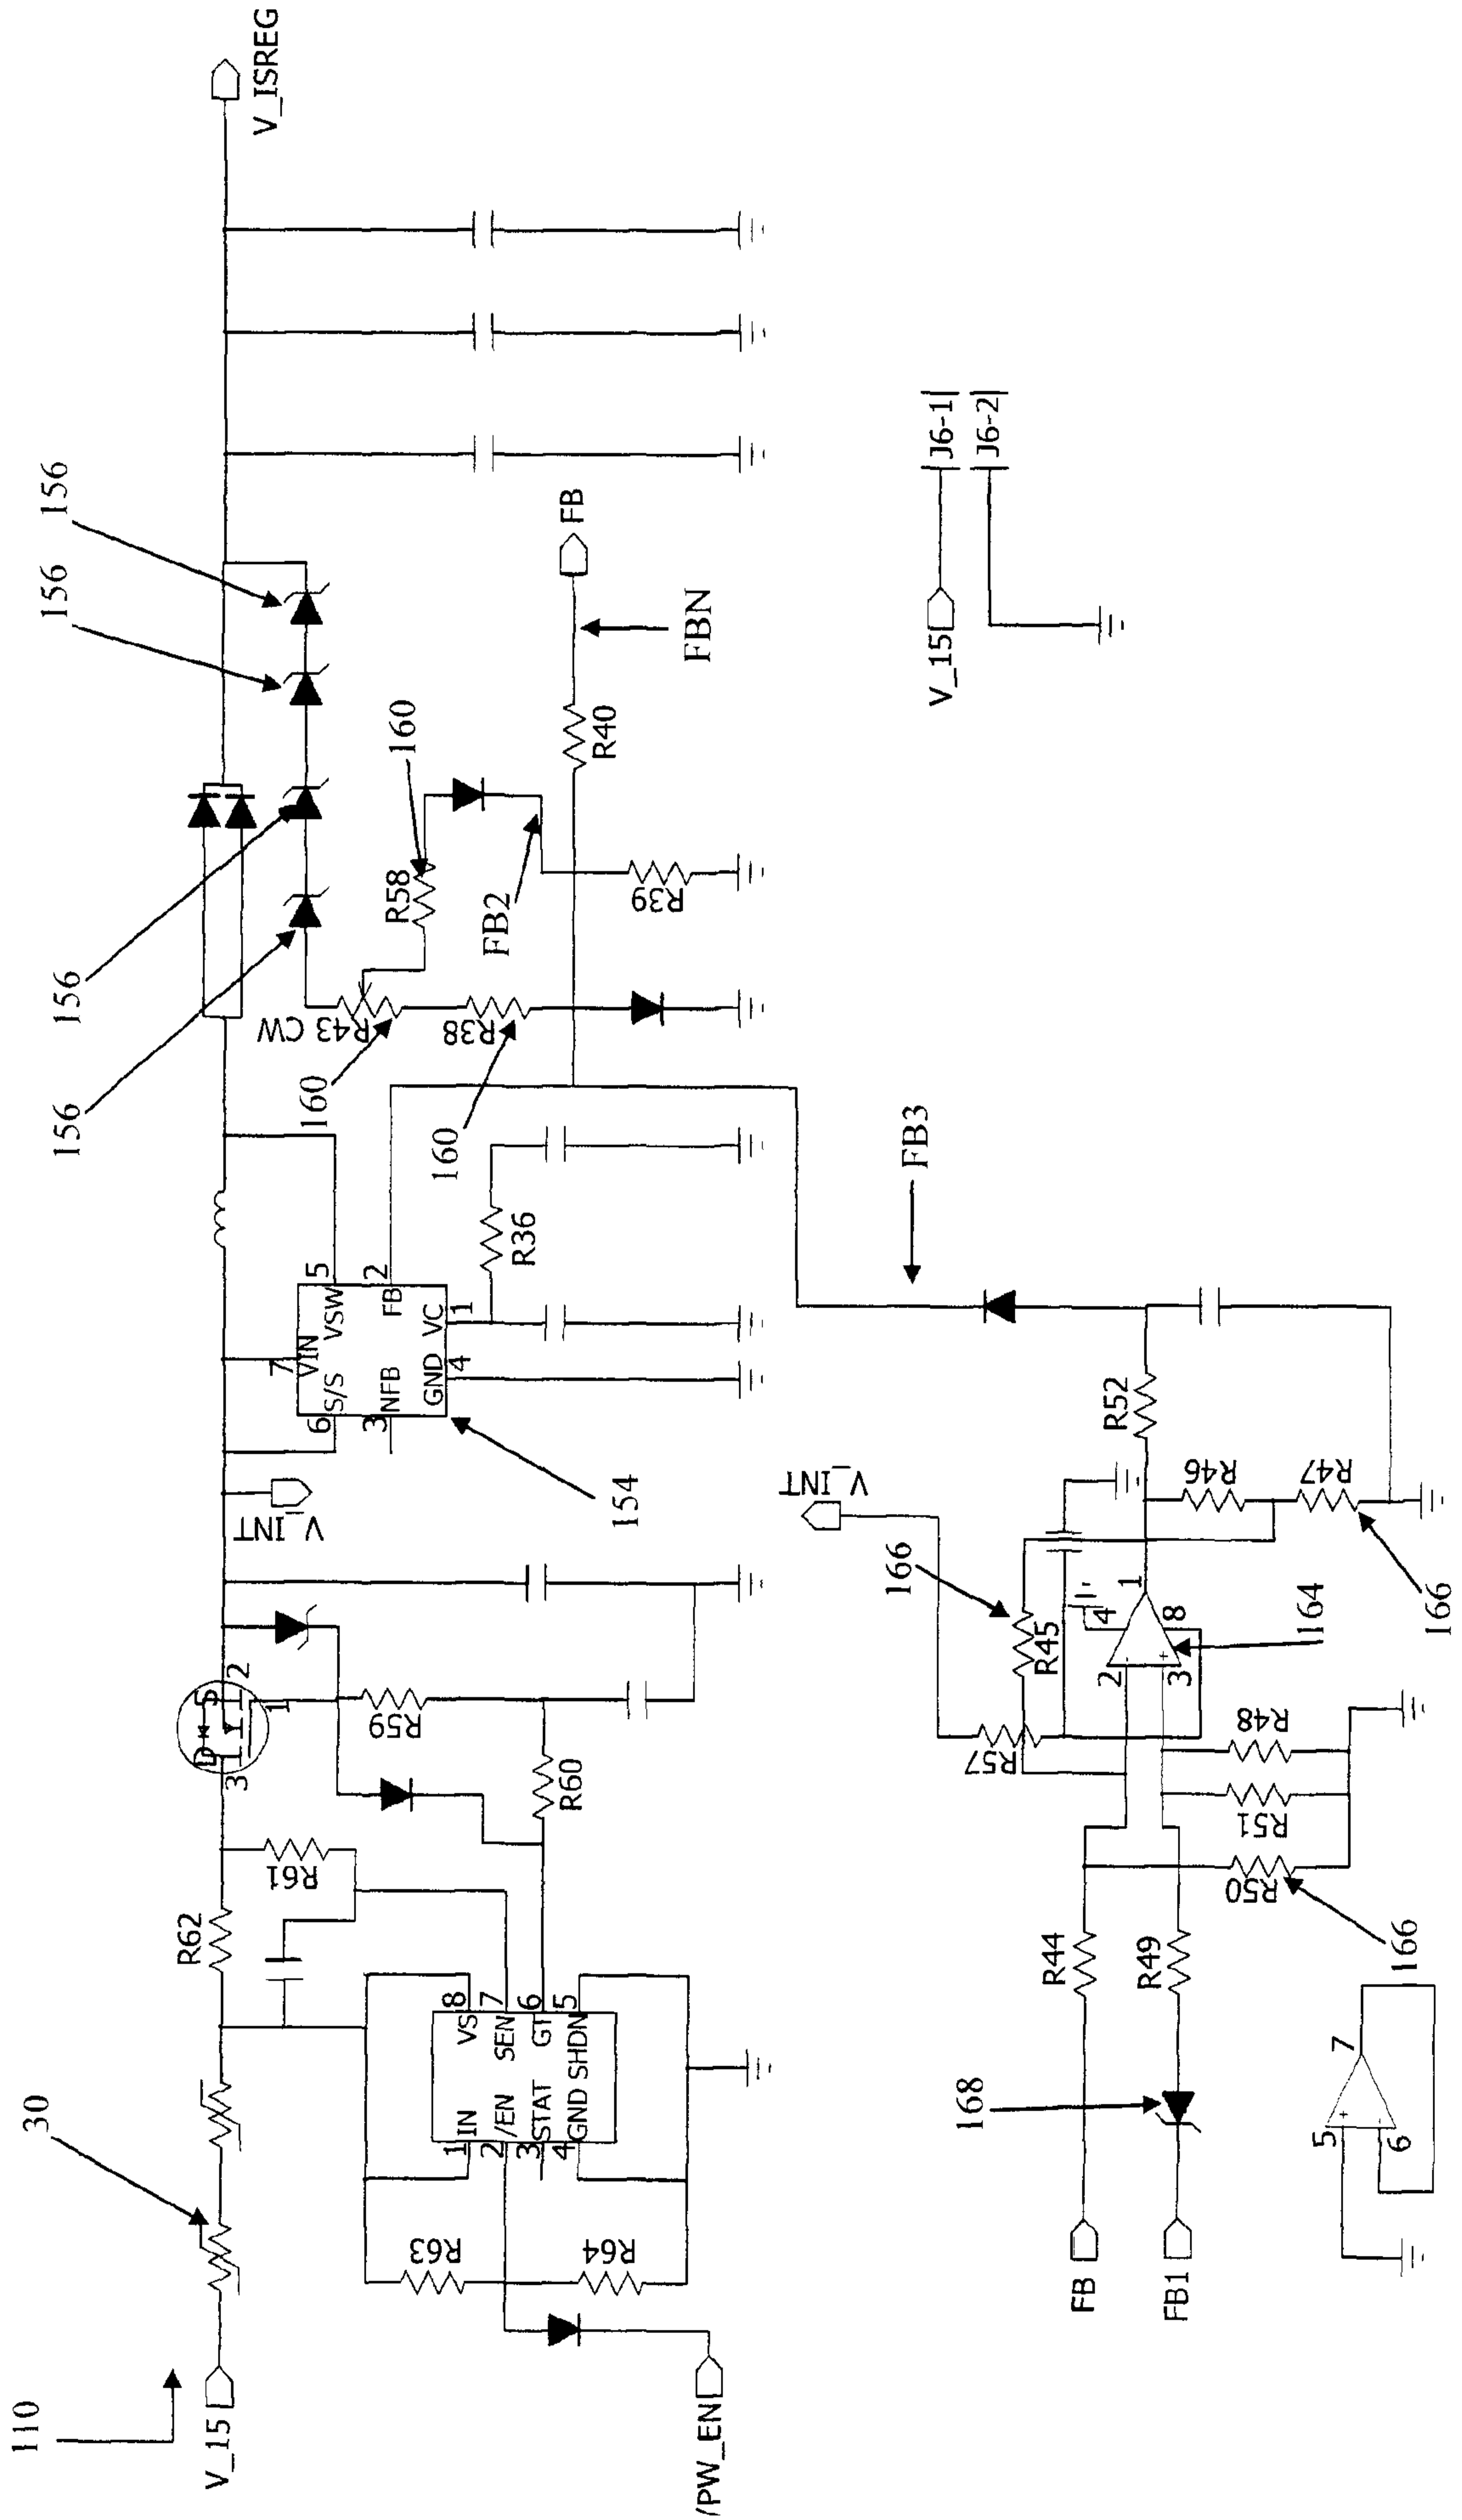 110
30
V_15
R62
R61
3
D
S
2
1
R59
R60
V_INT
6
S/S
7
VIN
5
VSW
3
NFB
FB
2
GND
4
VC
1
154
R36
156
156
156
156
V_ISREG
R43 CW
R38
160
160
R58
160
FB2
R39
R40
FBN
FB
R63
R64
/PW_EN
1
IN
VS
8
2
/EN
SEN
7
3
STAT
GT
6
4
GND
SHDN
5
V_15
J6-1
J6-2
FB3
V_INT
R57
166
R45
2
-
+
3
4
1
8
164
R52
R46
R47
166
R48
R51
R50
166
FB
R44
FB1
168
R49
5
+
-
6
7